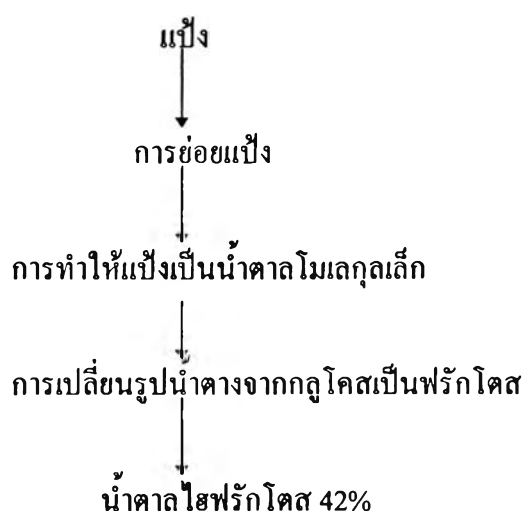 แป้ง
การย่อยแป้ง
การทำให้แป้งเป็นน้ำตาลโมเลกุลเล็ก
การเปลี่ยนรูปน้ำตางจากกลูโคสเป็นฟรักโตส
น้ำตาลไฮฟรักโตส 42%